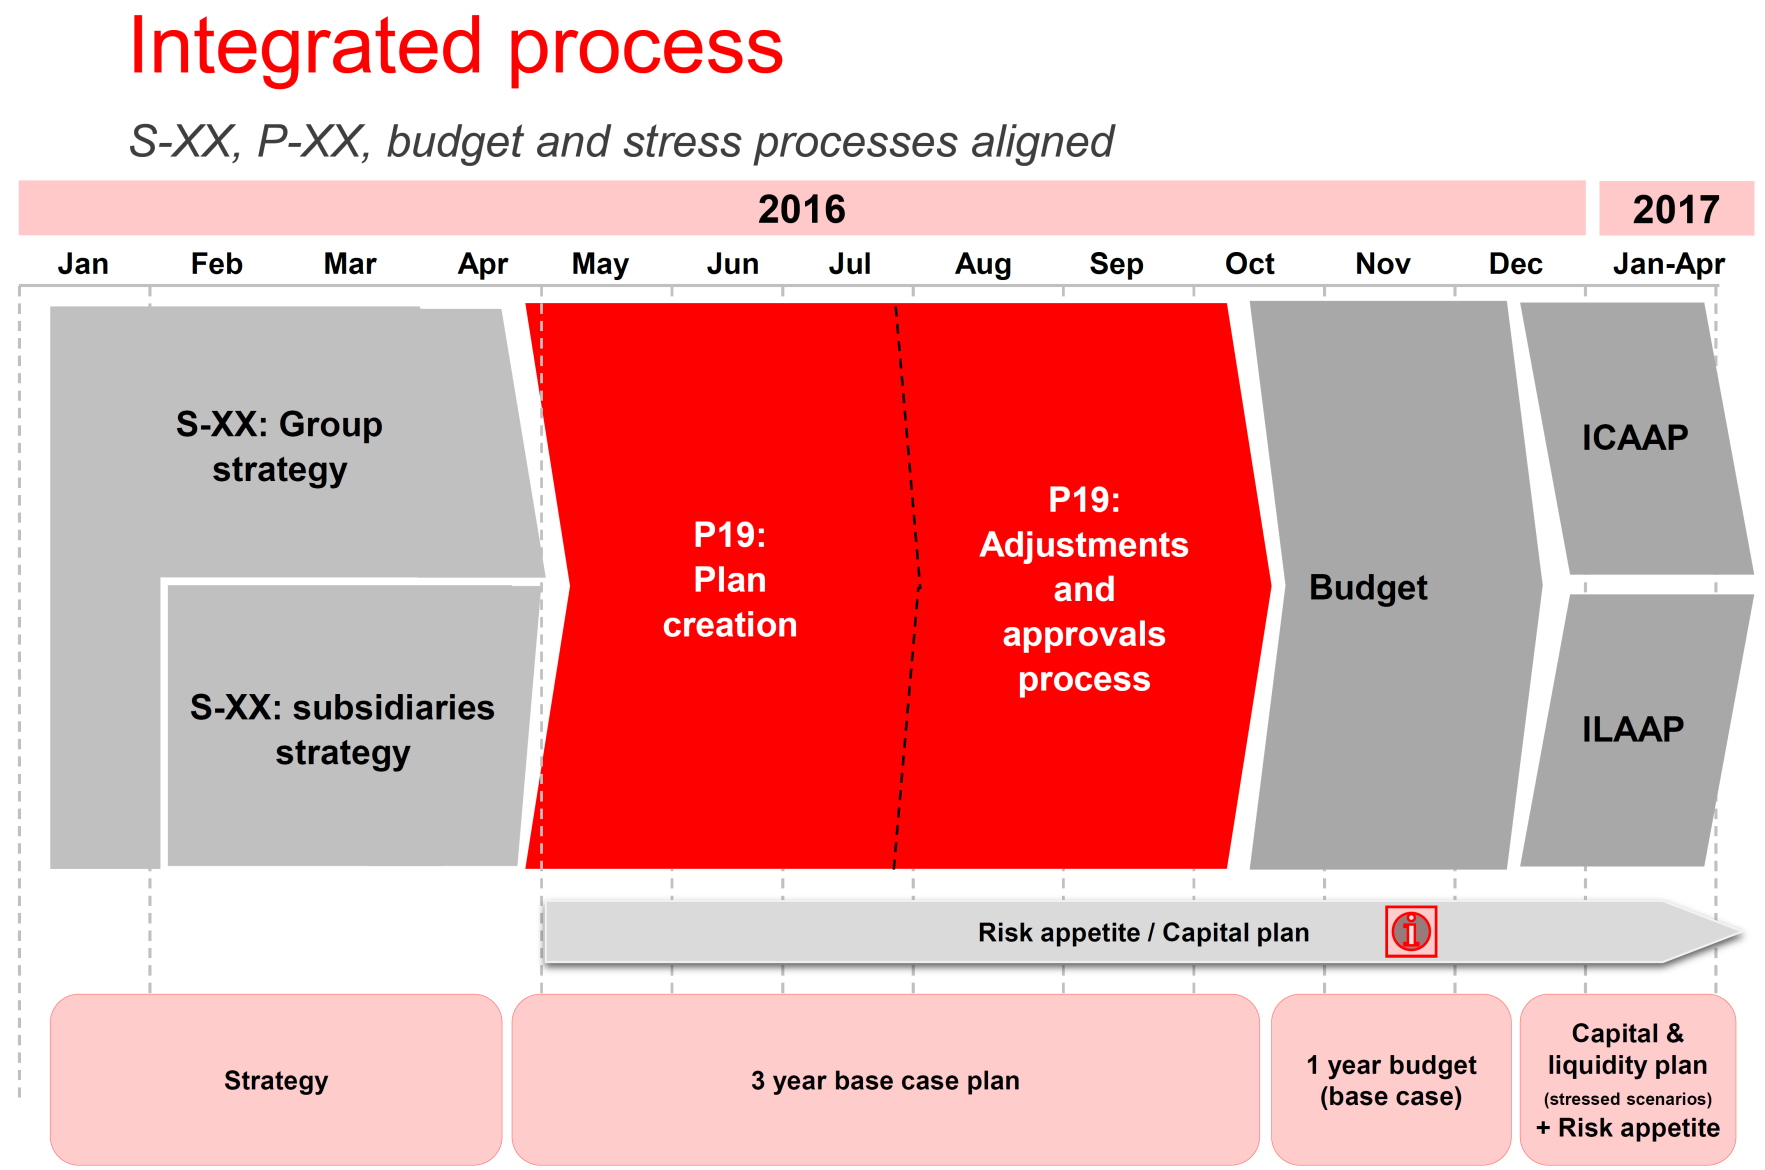 Integrated process
S-XX, P-XX, budget and stress processes aligned
2016
2017
Jan Feb Mar Apr May Jun Jul Aug Sep Oct Nov Dec Jan-Apr
S-XX: Group
strategy
S-XX: subsidiaries
strategy
P19:
Plan
creation
P19:
Adjustments
and
approvals
process
Budget
ICAAP
ILAAP
Risk appetite / Capital plan
i
Strategy
3 year base case plan
1 year budget
(base case)
Capital &
liquidity plan
(stressed scenarios)
+ Risk appetite